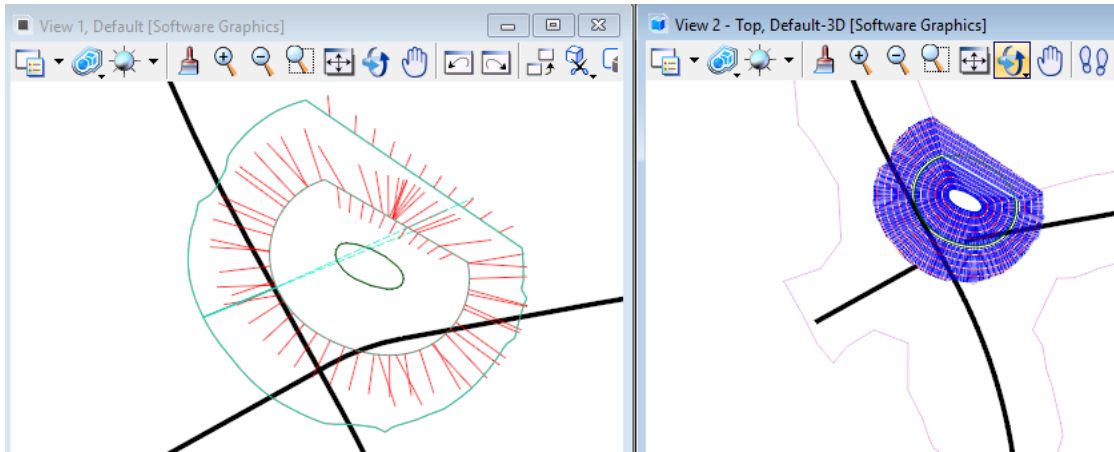 View 1, Default [Software Graphics]
View 2 - Top, Default-3D [Software Graphics]